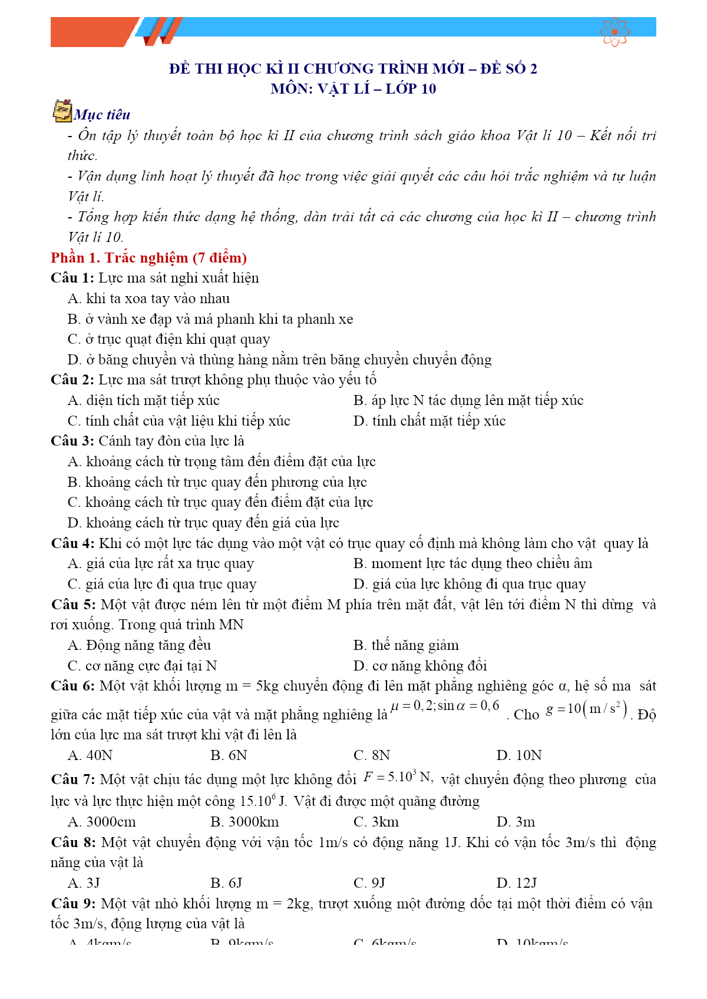 ĐỀ THI HỌC KÌ II CHƯƠNG TRÌNH MỚI – ĐỀ SỐ 2
MÔN: VẬT LÍ – LỚP 10
Mục tiêu
- Ôn tập lý thuyết toàn bộ học kì II của chương trình sách giáo khoa Vật lí 10 – Kết nối tri
thức.
- Vận dụng linh hoạt lý thuyết đã học trong việc giải quyết các câu hỏi trắc nghiệm và tự luận
Vật lí.
- Tổng hợp kiến thức dạng hệ thống, dàn trải tất cả các chương của học kì II – chương trình
Vật lí 10.
Phần 1. Trắc nghiệm (7 điểm)
Câu 1: Lực ma sát nghỉ xuất hiện
A. khi ta xoa tay vào nhau
B. ở vành xe đạp và má phanh khi ta phanh xe
C. ở trục quạt điện khi quạt quay
D. ở băng chuyền và thùng hàng nằm trên băng chuyền chuyển động
Câu 2: Lực ma sát trượt không phụ thuộc vào yếu tố
A. diện tích mặt tiếp xúc B. áp lực N tác dụng lên mặt tiếp xúc
C. tính chất của vật liệu khi tiếp xúc D. tính chất mặt tiếp xúc
Câu 3: Cánh tay đòn của lực là
A. khoảng cách từ trọng tâm đến điểm đặt của lực
B. khoảng cách từ trục quay đến phương của lực
C. khoảng cách từ trục quay đến điểm đặt của lực
D. khoảng cách từ trục quay đến giá của lực
Câu 4: Khi có một lực tác dụng vào một vật có trục quay cố định mà không làm cho vật quay là
A. giá của lực rất xa trục quay B. moment lực tác dụng theo chiều âm
C. giá của lực đi qua trục quay D. giá của lực không đi qua trục quay
Câu 5: Một vật được ném lên từ một điểm M phía trên mặt đất, vật lên tới điểm N thì dừng và
rơi xuống. Trong quá trình MN
A. Động năng tăng đều B. thế năng giảm
C. cơ năng cực đại tại N D. cơ năng không đổi
Câu 6: Một vật khối lượng m = 5kg chuyển động đi lên mặt phẳng nghiêng góc α, hệ số ma sát
giữa các mặt tiếp xúc của vật và mặt phẳng nghiêng là μ = 0,2; sin α = 0,6 . Cho g = 10(m/s²). Độ
lớn của lực ma sát trượt khi vật đi lên là
A. 40N B. 6N C. 8N D. 10N
Câu 7: Một vật chịu tác dụng một lực không đổi F = 5.10³ N, vật chuyển động theo phương của
lực và lực thực hiện một công 15.10⁶ J. Vật đi được một quãng đường
A. 3000cm B. 3000km C. 3km D. 3m
Câu 8: Một vật chuyển động với vận tốc 1m/s có động năng 1J. Khi có vận tốc 3m/s thì động
năng của vật là
A. 3J B. 6J C. 9J D. 12J
Câu 9: Một vật nhỏ khối lượng m = 2kg, trượt xuống một đường dốc tại một thời điểm có vận
tốc 3m/s, động lượng của vật là
A. 4kgm/s B. 9kgm/s C. 6kgm/s D. 10kgm/s